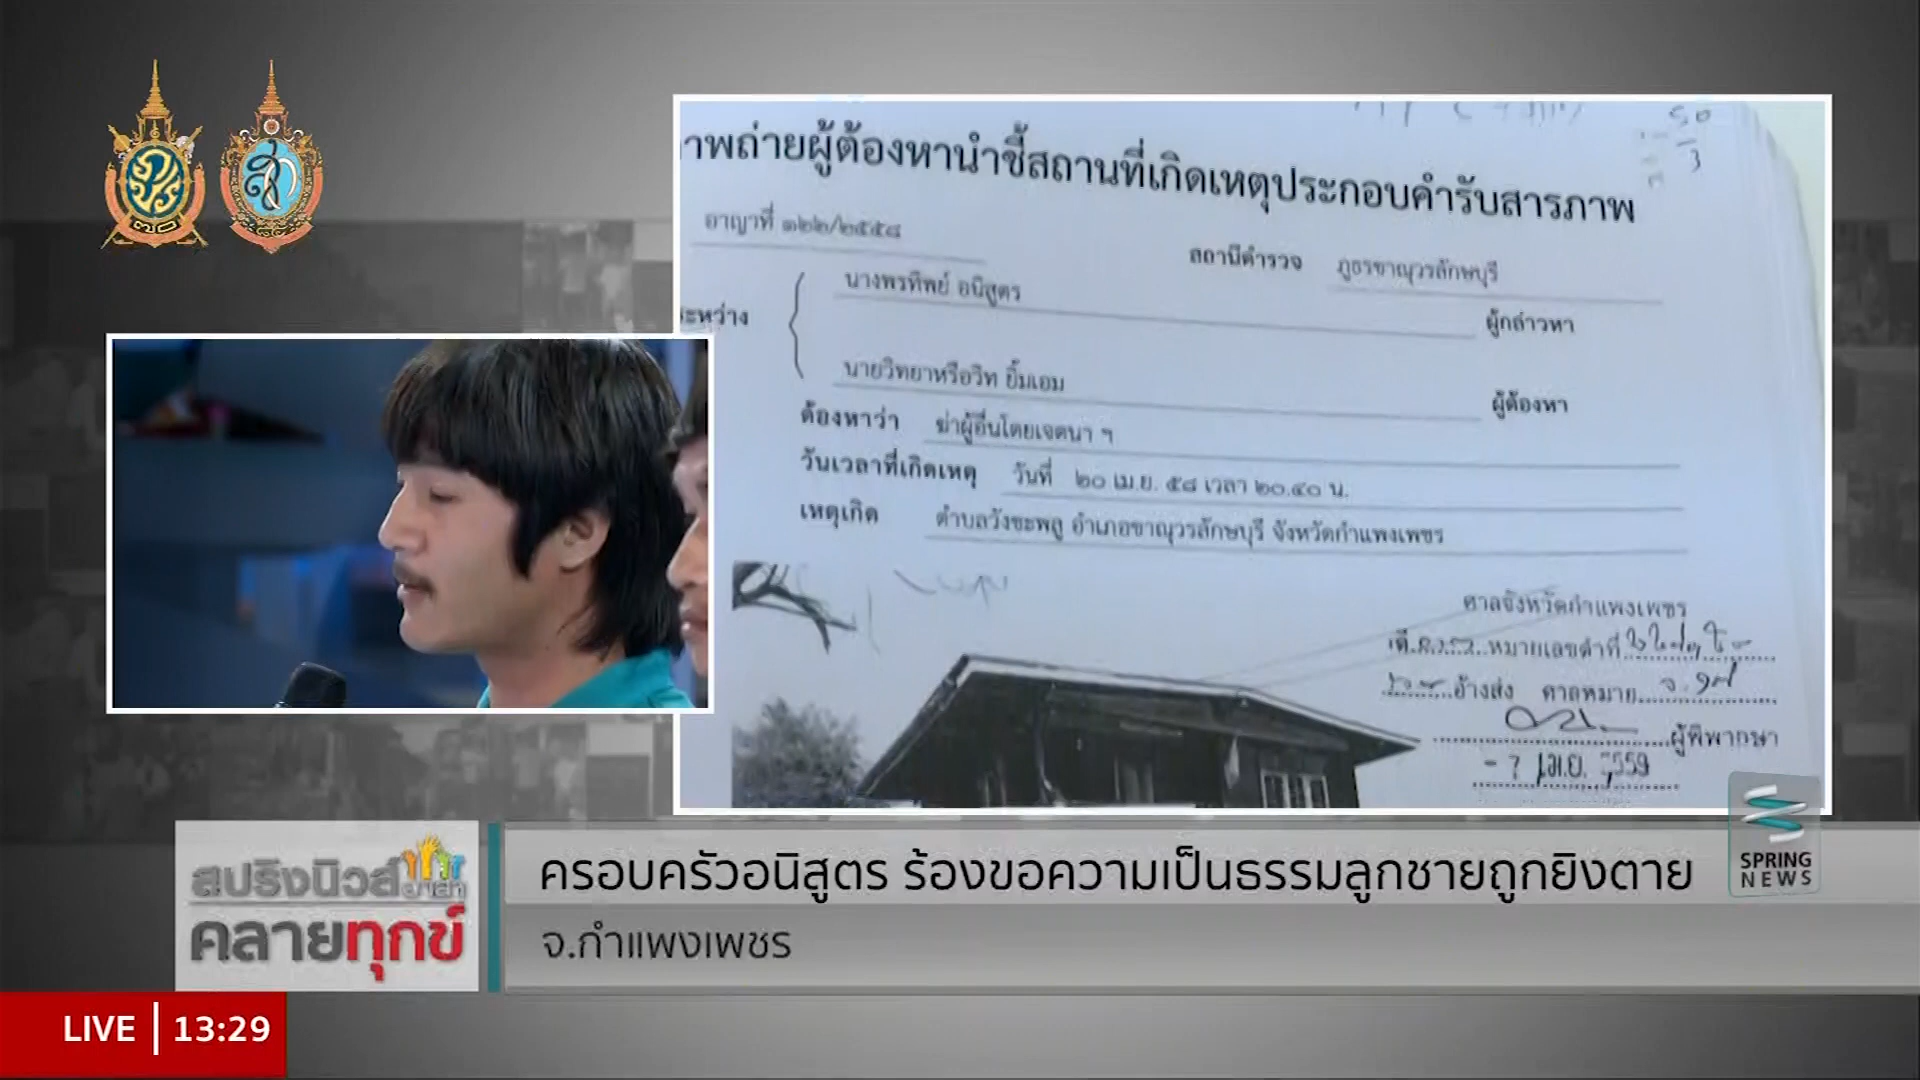 ๗๐
าพถ่ายผู้ต้องหานำชี้สถานที่เกิดเหตุประกอบคำรับสารภาพ
50
3
อาญาที่ ๑๒๒/๒๕๕๘
สถานีตำรวจ ภูธรขาณุวรลักษบุรี
นางพรทิพย์ อนิสูตร
ะหว่าง
ผู้กล่าวหา
นายวิทยาหรือวิท ยิ้มเอม
ผู้ต้องหา
ต้องหาว่า ฆ่าผู้อื่นโดยเจตนา ฯ
วันเวลาที่เกิดเหตุ วันที่ ๒๐ เม.ย. ๕๘ เวลา ๒๐.๔๐ น.
เหตุเกิด ตำบลวังชะพลู อำเภอขาณุวรลักษบุรี จังหวัดกำแพงเพชร
ศาลจังหวัดกำแพงเพชร
หมายเลขดำที่
อ้างส่ง ศาลหมาย จ.
ผู้พิพากษา
- 7 เม.ย. 2559
สปริงนิวส์
คลายทุกข์
ครอบครัวอนิสูตร ร้องขอความเป็นธรรมลูกชายถูกยิงตาย
จ.กำแพงเพชร
SPRING
NEWS
LIVE 13:29